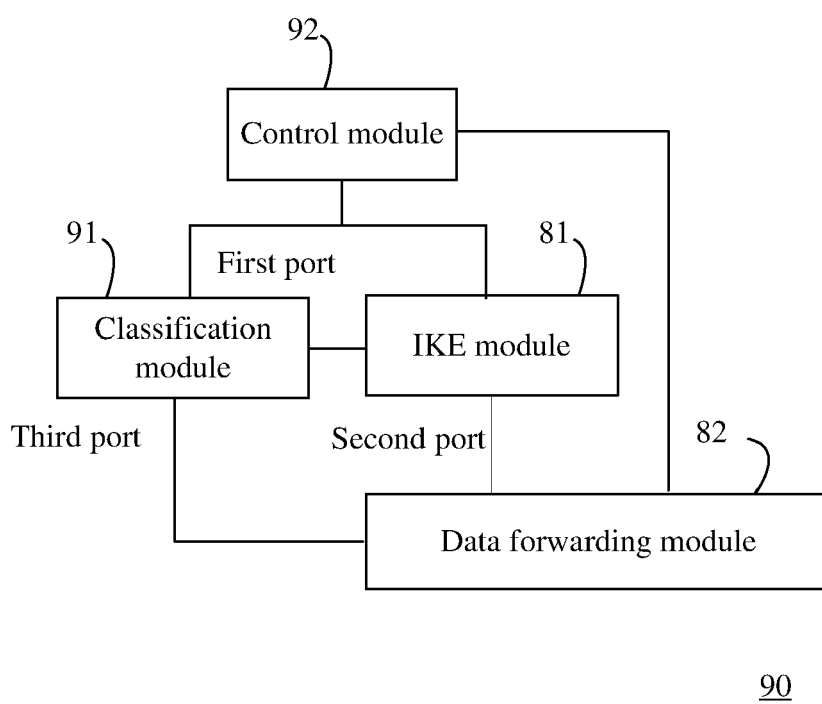 92
Control module
91
81
First port
Classification
module
IKE module
Third port
Second port
82
Data forwarding module
90